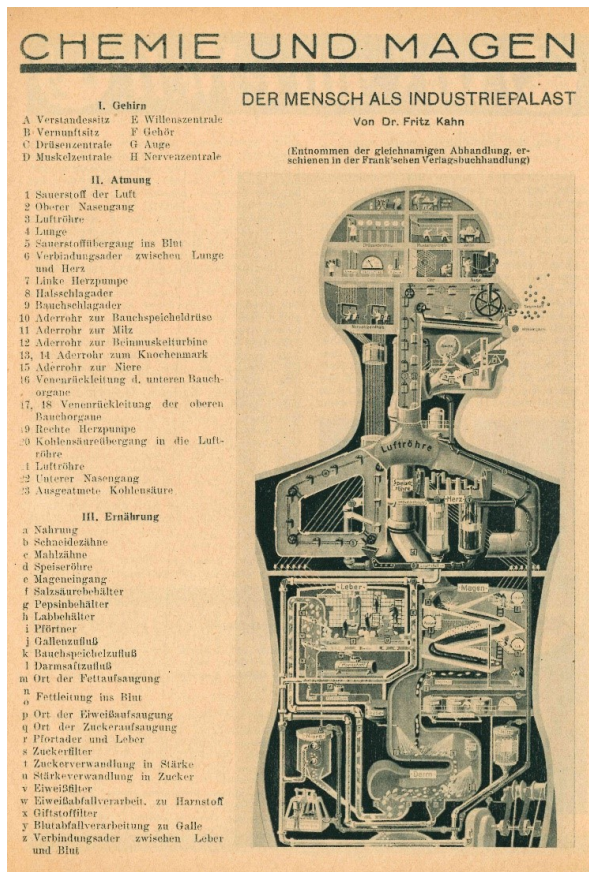 CHEMIE UND MAGEN
DER MENSCH ALS INDUSTRIEPALAST
Von Dr. Fritz Kahn
(Entnommen der gleichnamigen Abhandlung, er-
schienen in der Frank'schen Verlagsbuchhandlung)
I. Gehirn
A Verstandessitz E Willenszentrale
B Vernunftsitz F Gehör
C Drüsenzentrale G Auge
D Muskelzentrale H Nervenzentrale
II. Atmung
1 Sauerstoff der Luft
2 Oberer Nasengang
3 Luftröhre
4 Lunge
5 Sauerstoffübergang ins Blut
6 Verbindungsader zwischen Lunge
und Herz
7 Linke Herzpumpe
8 Halsschlagader
9 Bauchschlagader
10 Aderrohr zur Bauchspeicheldrüse
11 Aderrohr zur Milz
12 Aderrohr zur Beinmuskelturbine
13, 14 Aderrohr zum Knochenmark
15 Aderrohr zur Niere
16 Venenrückleitung d. unteren Bauch-
organe
17, 18 Venenrückleitung der oberen
Bauchorgane
19 Rechte Herzpumpe
20 Kohlensäureübergang in die Luft-
röhre
21 Luftröhre
22 Unterer Nasengang
23 Ausgeatmete Kohlensäure
III. Ernährung
a Nahrung
b Schneidezähne
c Mahlzähne
d Speiseröhre
e Mageneingang
f Salzsäurebehälter
g Pepsinbehälter
h Labbehälter
i Pförtner
j Gallenzufluß
k Bauchspeichelzufluß
l Darmsaftzufluß
m Ort der Fettaufsaugung
n
o Fettleitung ins Blut
p Ort der Eiweißaufsaugung
q Ort der Zuckeraufsaugung
r Pfortader und Leber
s Zuckerfilter
t Zuckerverwandlung in Stärke
u Stärkeverwandlung in Zucker
v Eiweißfilter
w Eiweißabfallverarbeit. zu Harnstoff
x Giftstoffilter
y Blutabfallverarbeitung zu Galle
z Verbindungsader zwischen Leber
und Blut
Luftröhre
Herz
Leber
Magen
Darm